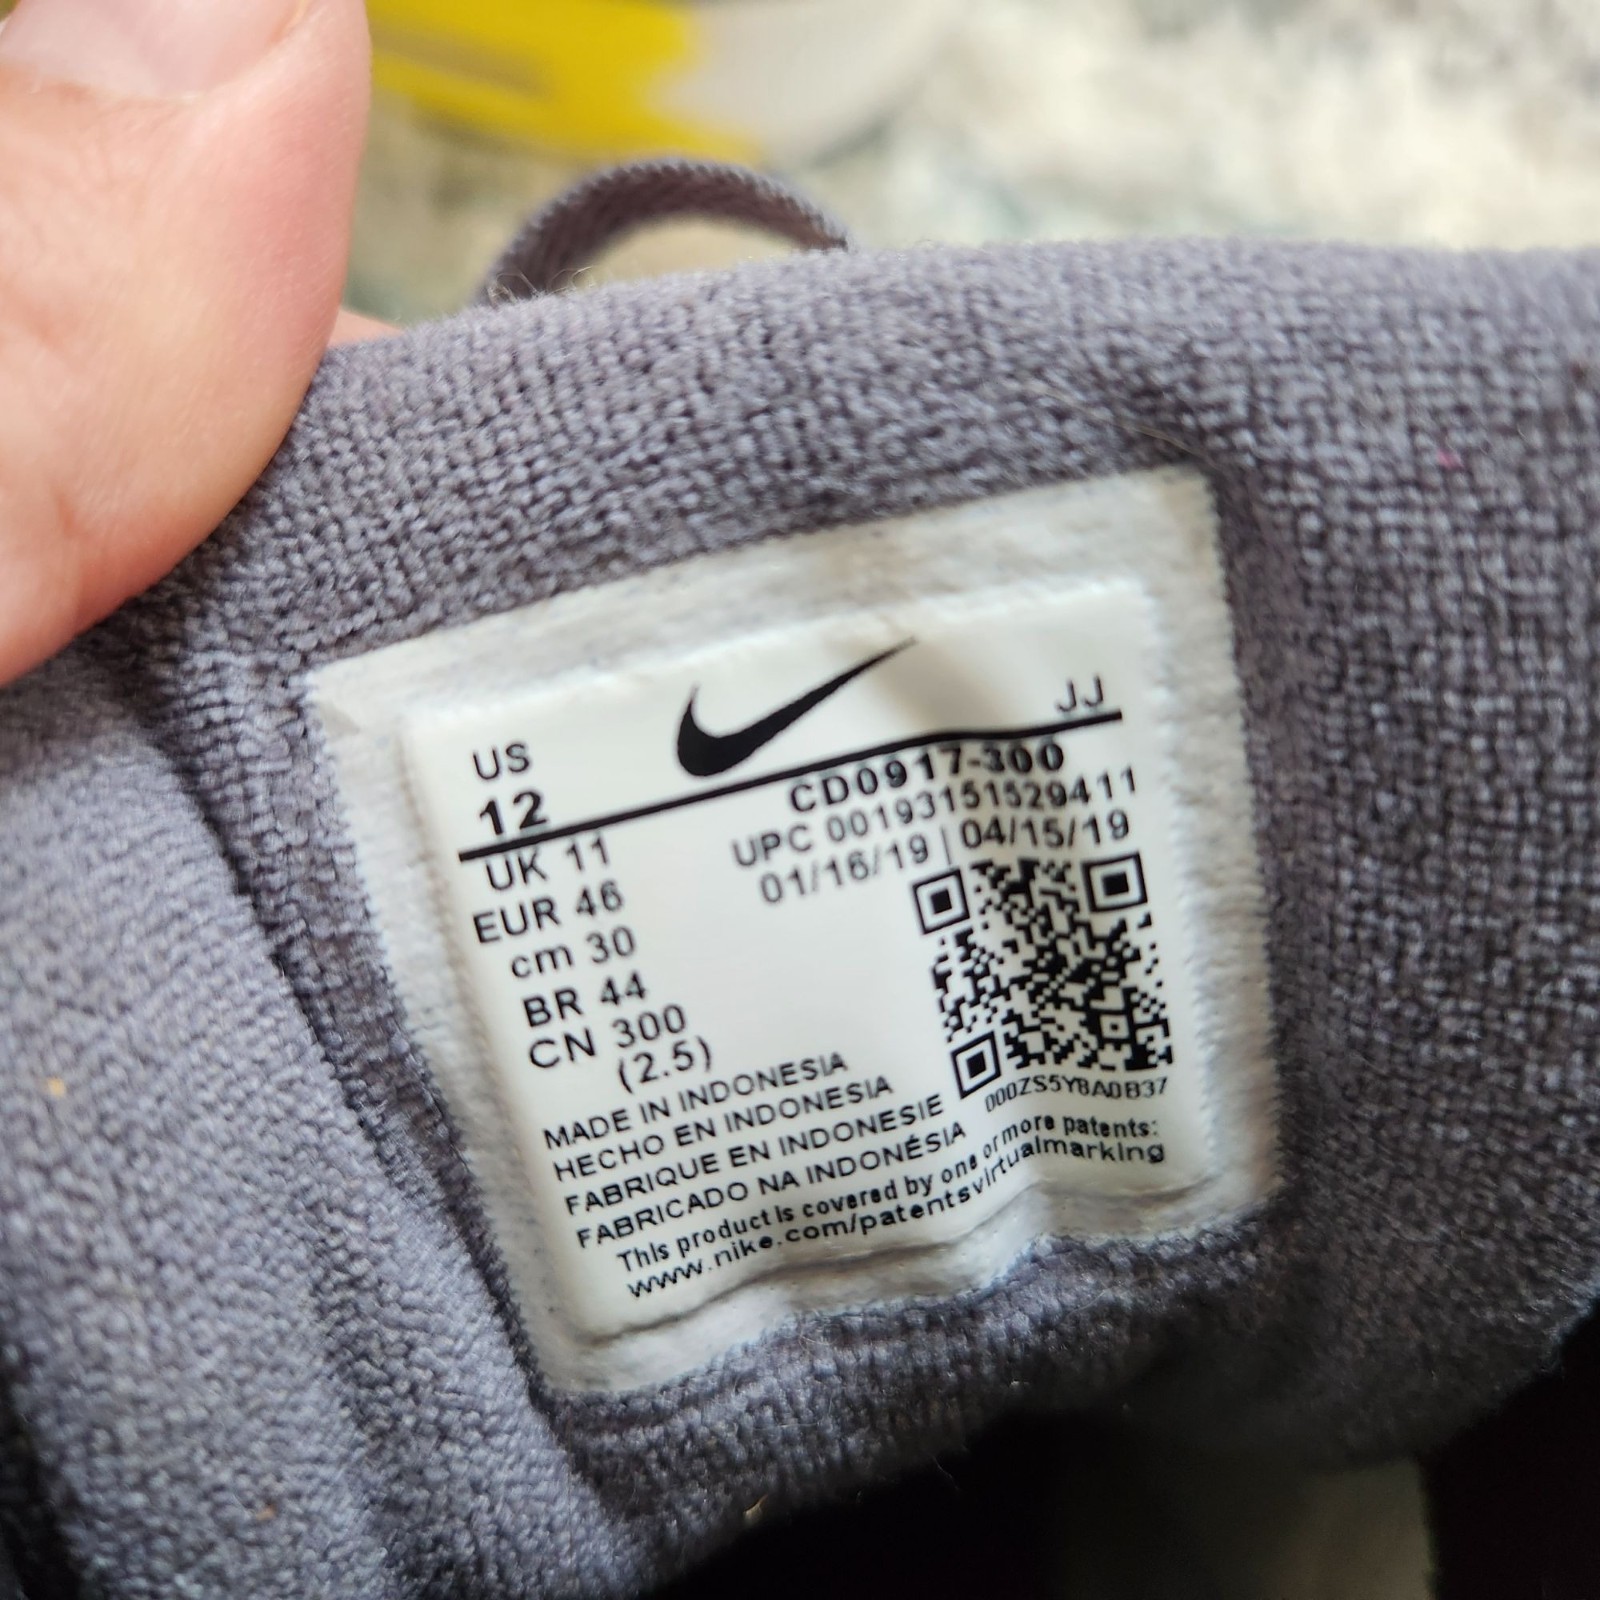 US
12
JJ
CD0917-300
UPC 00193151529411
01/16/19 | 04/15/19
UK 11
EUR 46
cm 30
BR 44
CN 300
(2.5)
000ZS5Y8A0B37
MADE IN INDONESIA
HECHO EN INDONESIA
FABRIQUE EN INDONESIE
FABRICADO NA INDONÉSIA
This product is covered by one or more patents:
www.nike.com/patentsvirtualmarking